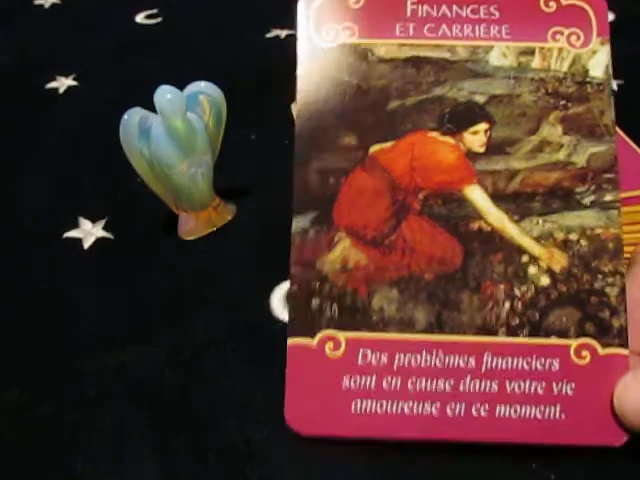 FINANCES
ET CARRIÈRE
Des problèmes financiers
sont en cause dans votre vie
amoureuse en ce moment.